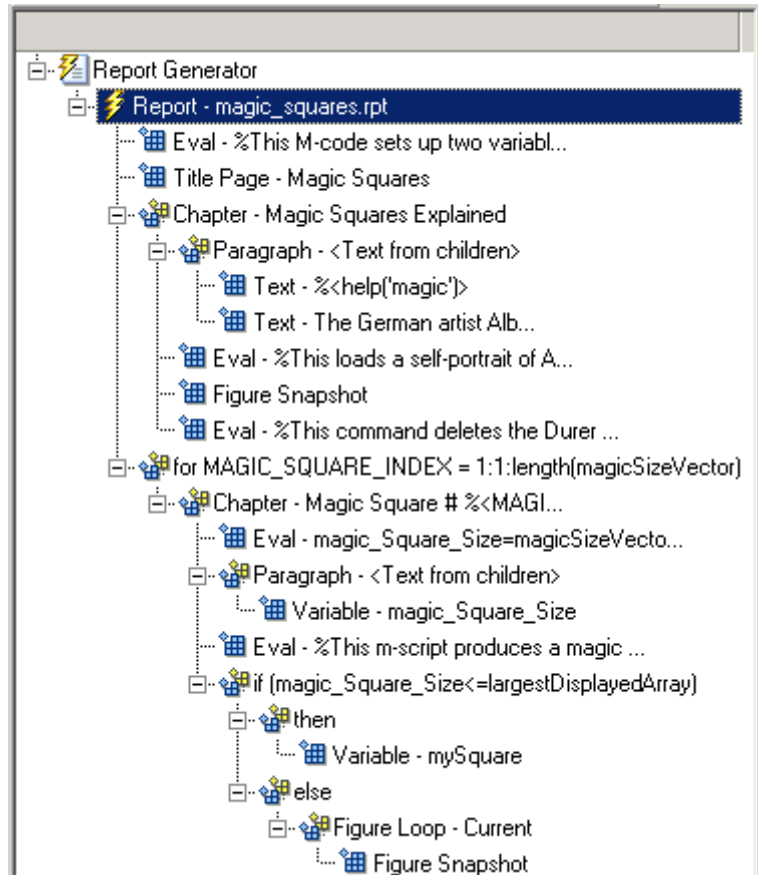 Report Generator
Report - magic_squares.rpt
Eval - %This M-code sets up two variabl...
Title Page - Magic Squares
Chapter - Magic Squares Explained
Paragraph - <Text from children>
Text - %<help('magic')>
Text - The German artist Alb...
Eval - %This loads a self-portrait of A...
Figure Snapshot
Eval - %This command deletes the Durer ...
for MAGIC_SQUARE_INDEX = 1:1:length(magicSizeVector)
Chapter - Magic Square # %<MAGI...
Eval - magic_Square_Size=magicSizeVecto...
Paragraph - <Text from children>
Variable - magic_Square_Size
Eval - %This m-script produces a magic ...
if (magic_Square_Size<=largestDisplayedArray)
then
Variable - mySquare
else
Figure Loop - Current
Figure Snapshot